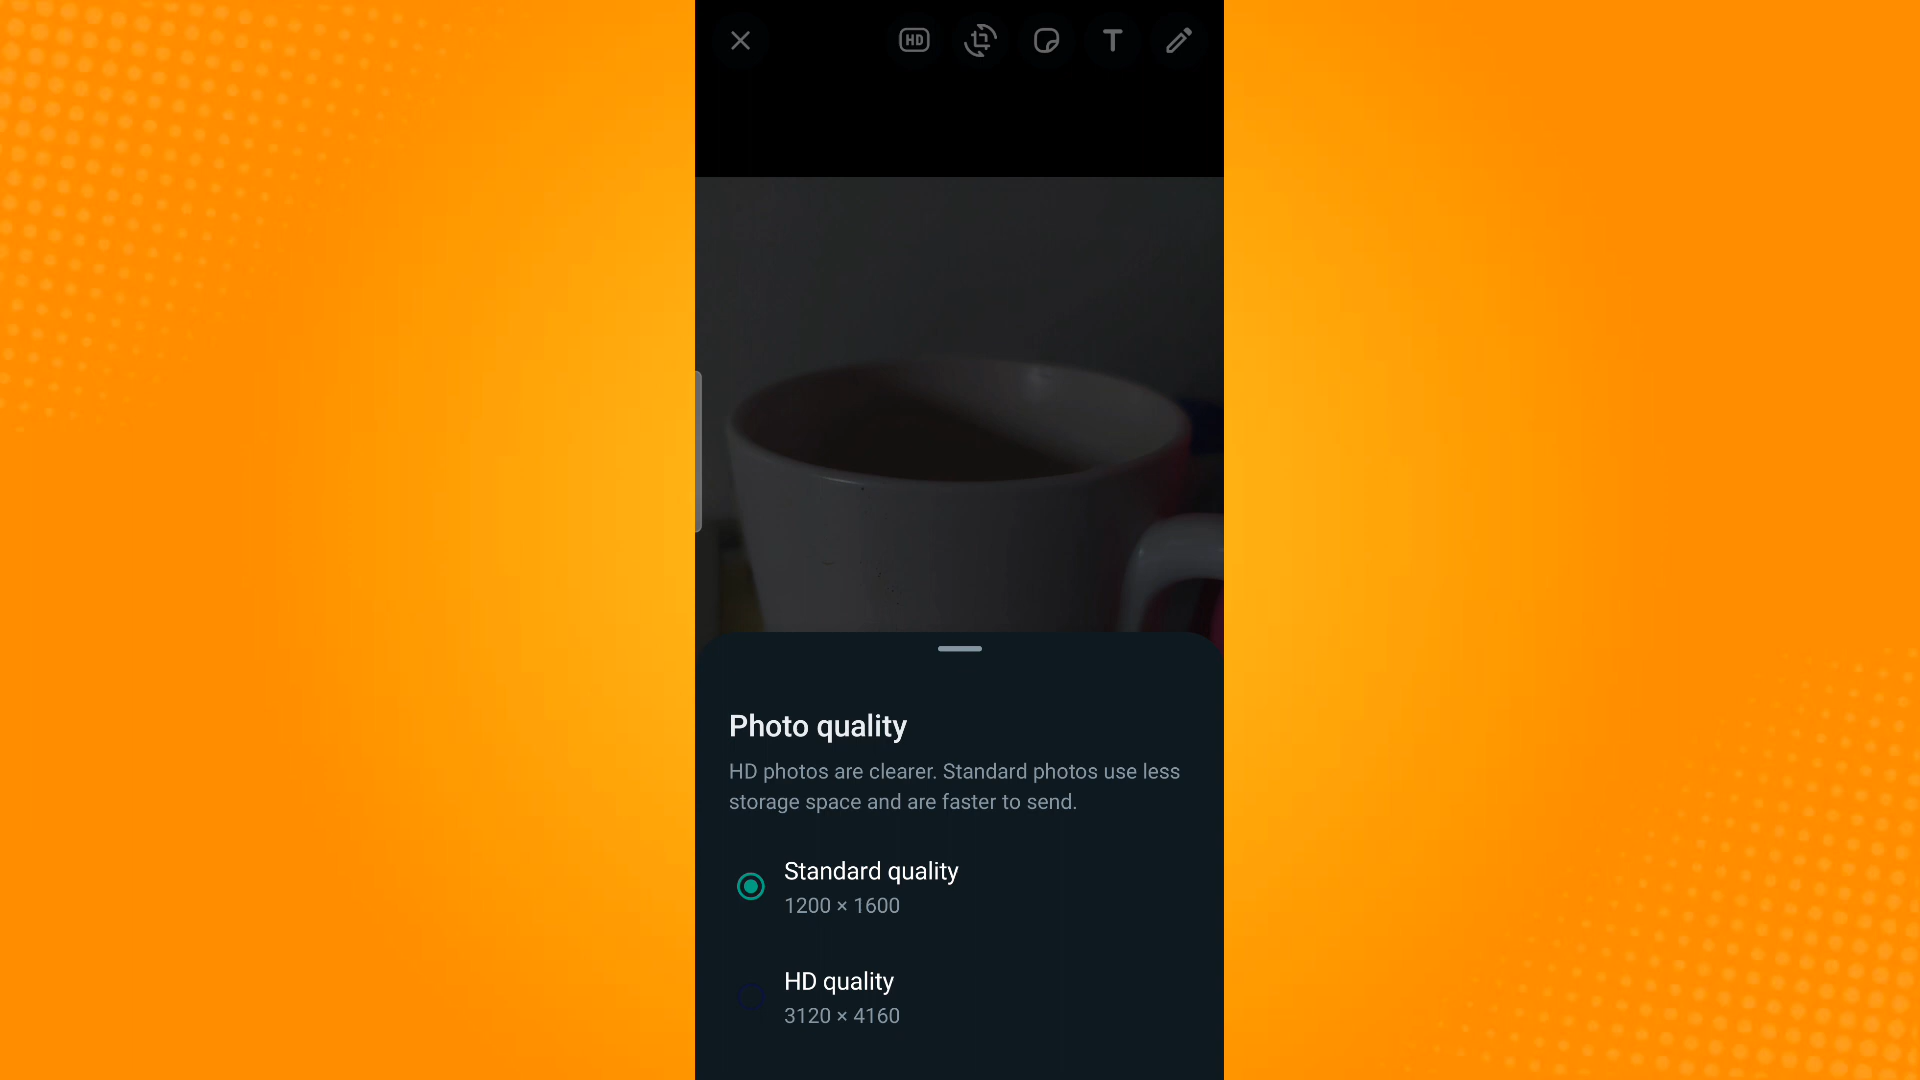 HD
T
Photo quality
HD photos are clearer. Standard photos use less
storage space and are faster to send.
Standard quality
1200 × 1600
HD quality
3120 × 4160